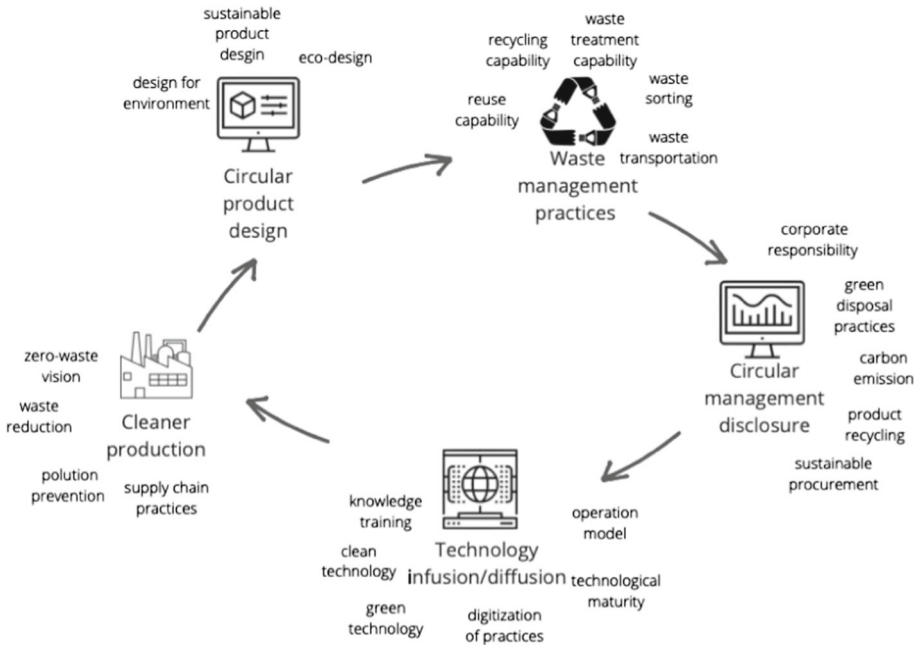 sustainable
product
desgin
eco-design
design for
environment
Circular
product
design
recycling
capability
waste
treatment
capability
reuse
capability
waste
sorting
waste
transportation
Waste
management
practices
corporate
responsibility
green
disposal
practices
carbon
emission
product
recycling
sustainable
procurement
Circular
management
disclosure
operation
model
technological
maturity
knowledge
training
clean
technology
green
technology
digitization
of practices
Technology
infusion/diffusion
zero-waste
vision
waste
reduction
polution
prevention
supply chain
practices
Cleaner
production